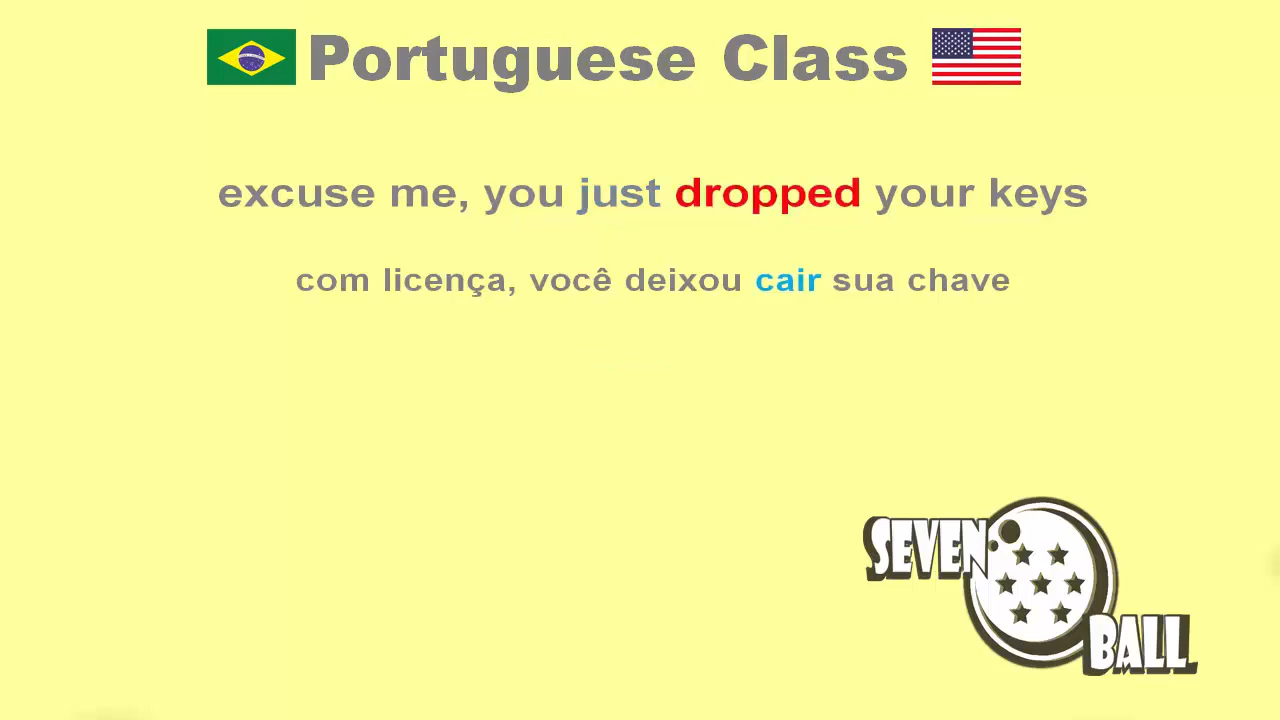 Portuguese Class
excuse me, you just dropped your keys
com licença, você deixou cair sua chave
SEVEN
BALL